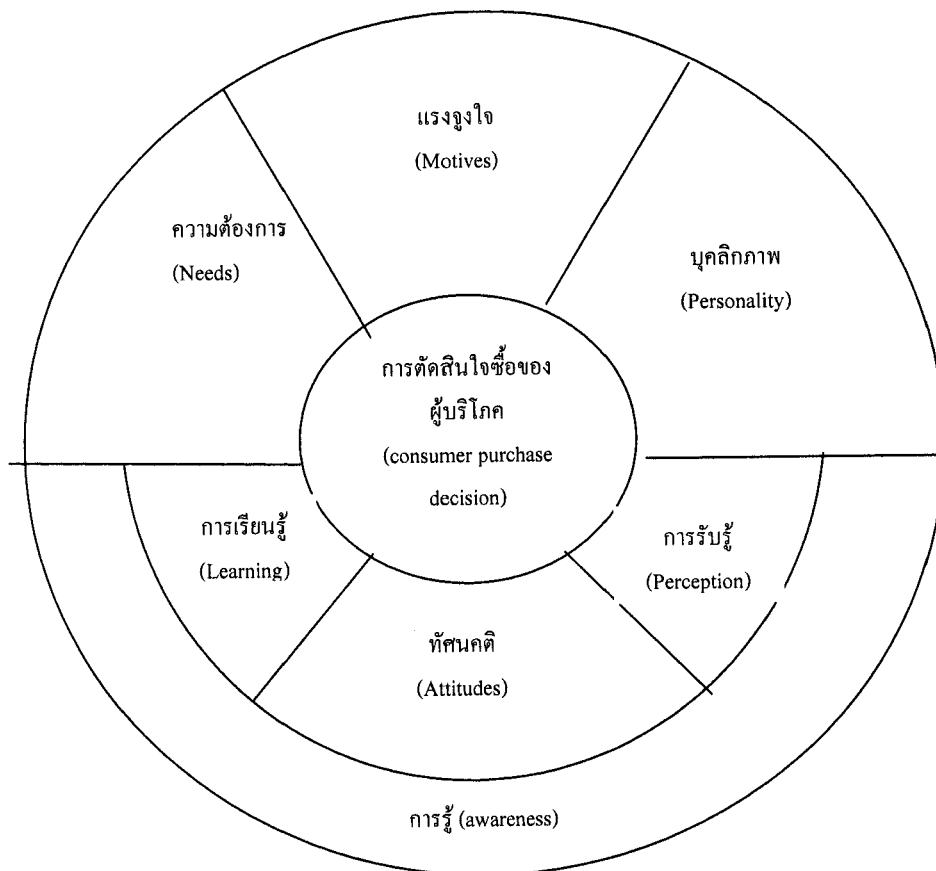 แรงจูงใจ
(Motives)
ความต้องการ
(Needs)
บุคลิกภาพ
(Personality)
การตัดสินใจซื้อของ
ผู้บริโภค
(consumer purchase
decision)
การเรียนรู้
(Learning)
การรับรู้
(Perception)
ทัศนคติ
(Attitudes)
การรู้ (awareness)